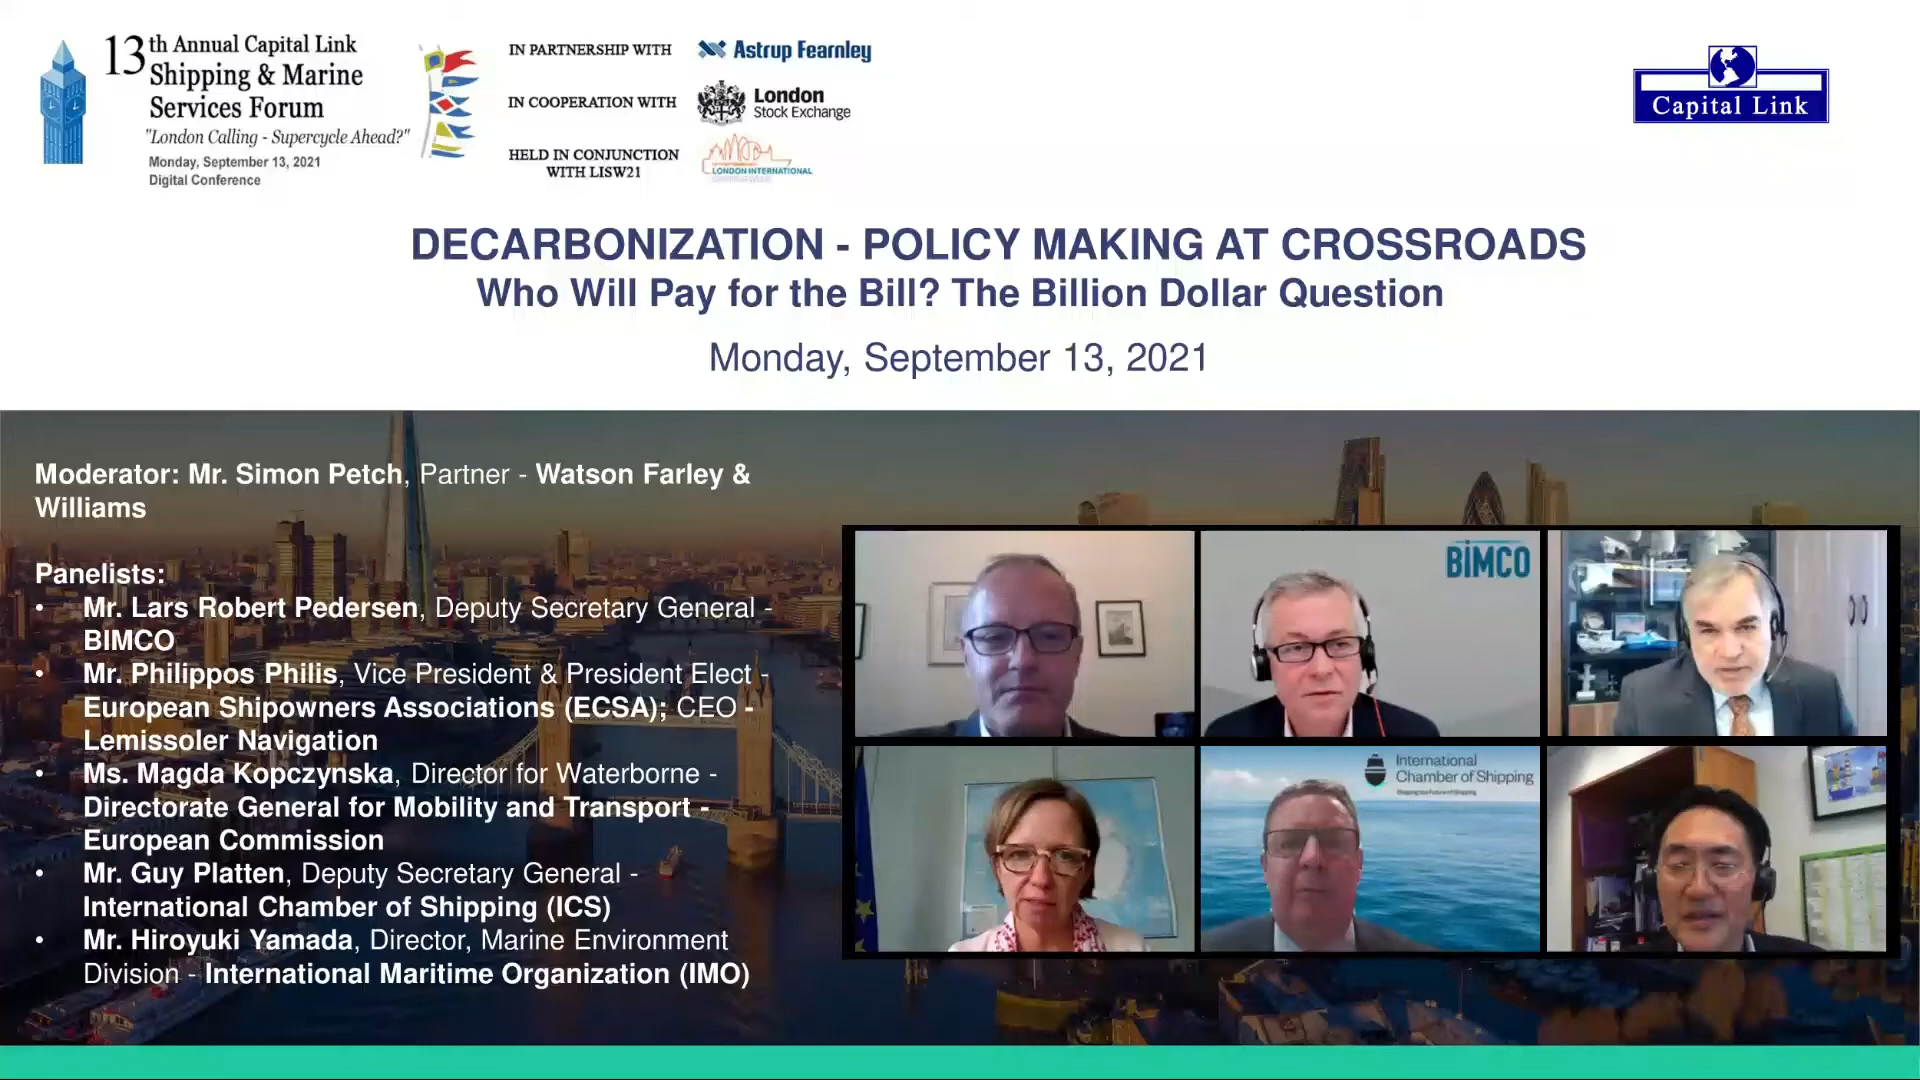 13th Annual Capital Link
Shipping & Marine
Services Forum
"London Calling - Supercycle Ahead?"
Monday, September 13, 2021
Digital Conference
IN PARTNERSHIP WITH
Astrup Fearnley
IN COOPERATION WITH
London
Stock Exchange
HELD IN CONJUNCTION
WITH LISW21
LONDON INTERNATIONAL
Capital Link
DECARBONIZATION - POLICY MAKING AT CROSSROADS
Who Will Pay for the Bill? The Billion Dollar Question
Monday, September 13, 2021
Moderator: Mr. Simon Petch, Partner - Watson Farley &
Williams
Panelists:
• Mr. Lars Robert Pedersen, Deputy Secretary General -
BIMCO
• Mr. Philippos Philis, Vice President & President Elect -
European Shipowners Associations (ECSA); CEO -
Lemissoler Navigation
• Ms. Magda Kopczynska, Director for Waterborne -
Directorate General for Mobility and Transport -
European Commission
• Mr. Guy Platten, Deputy Secretary General -
International Chamber of Shipping (ICS)
• Mr. Hiroyuki Yamada, Director, Marine Environment
Division - International Maritime Organization (IMO)
BIMCO
International
Chamber of Shipping